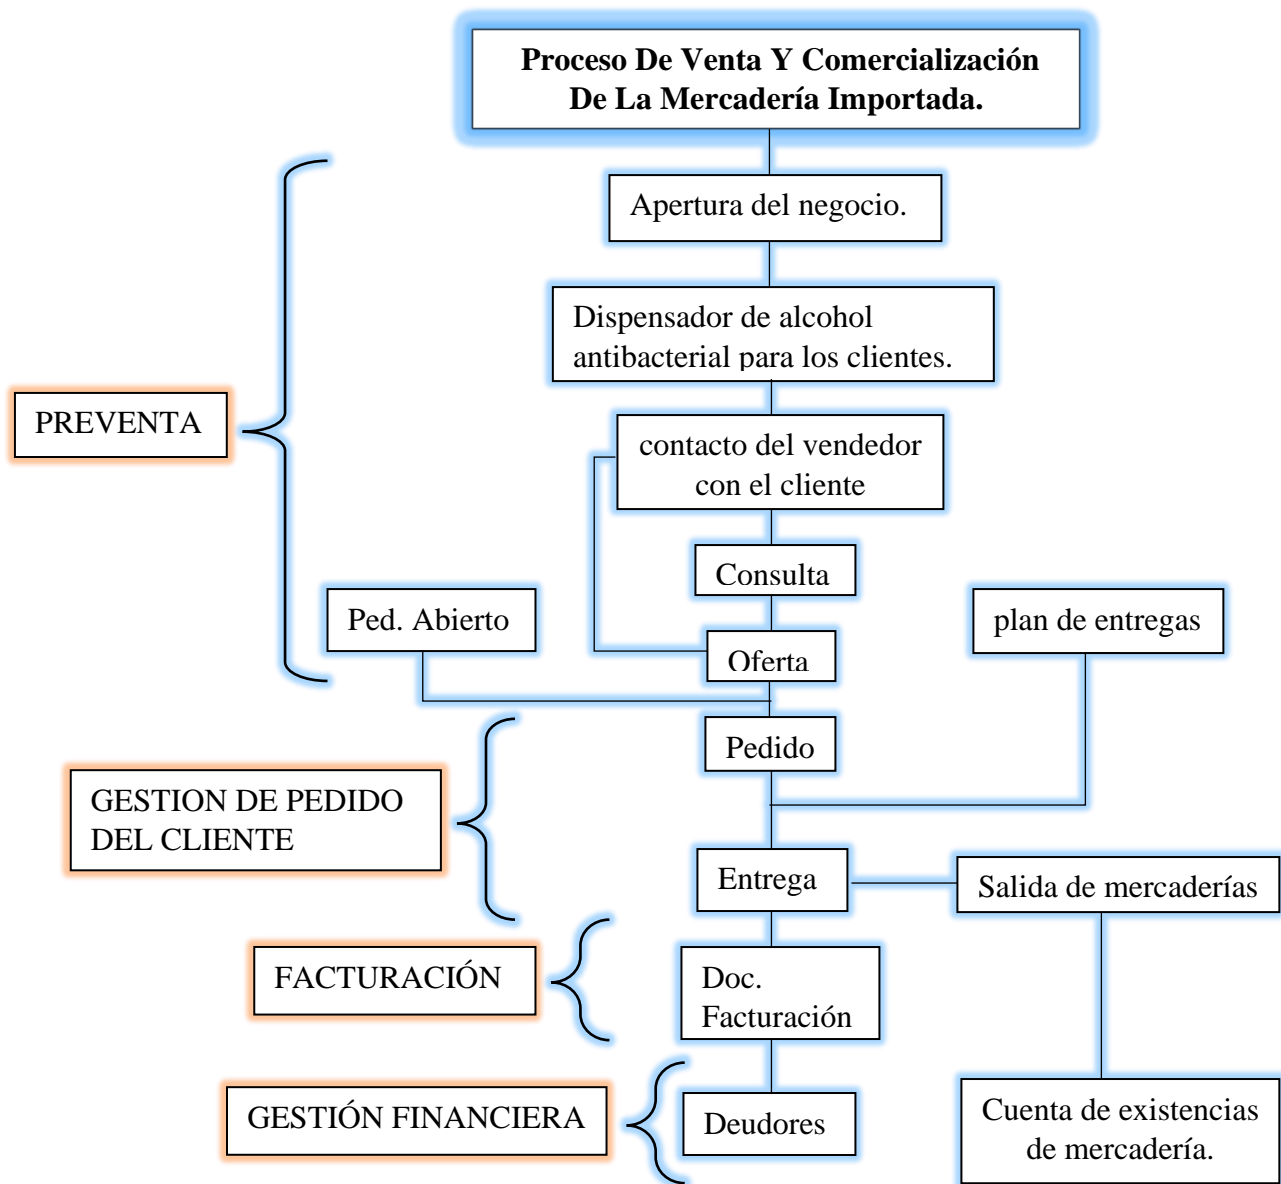 Proceso De Venta Y Comercialización
De La Mercadería Importada.
Apertura del negocio.
Dispensador de alcohol
antibacterial para los clientes.
PREVENTA
contacto del vendedor
con el cliente
Consulta
Ped. Abierto
plan de entregas
Oferta
Pedido
GESTION DE PEDIDO
DEL CLIENTE
Entrega
Salida de mercaderías
FACTURACIÓN
Doc.
Facturación
GESTIÓN FINANCIERA
Deudores
Cuenta de existencias
de mercadería.